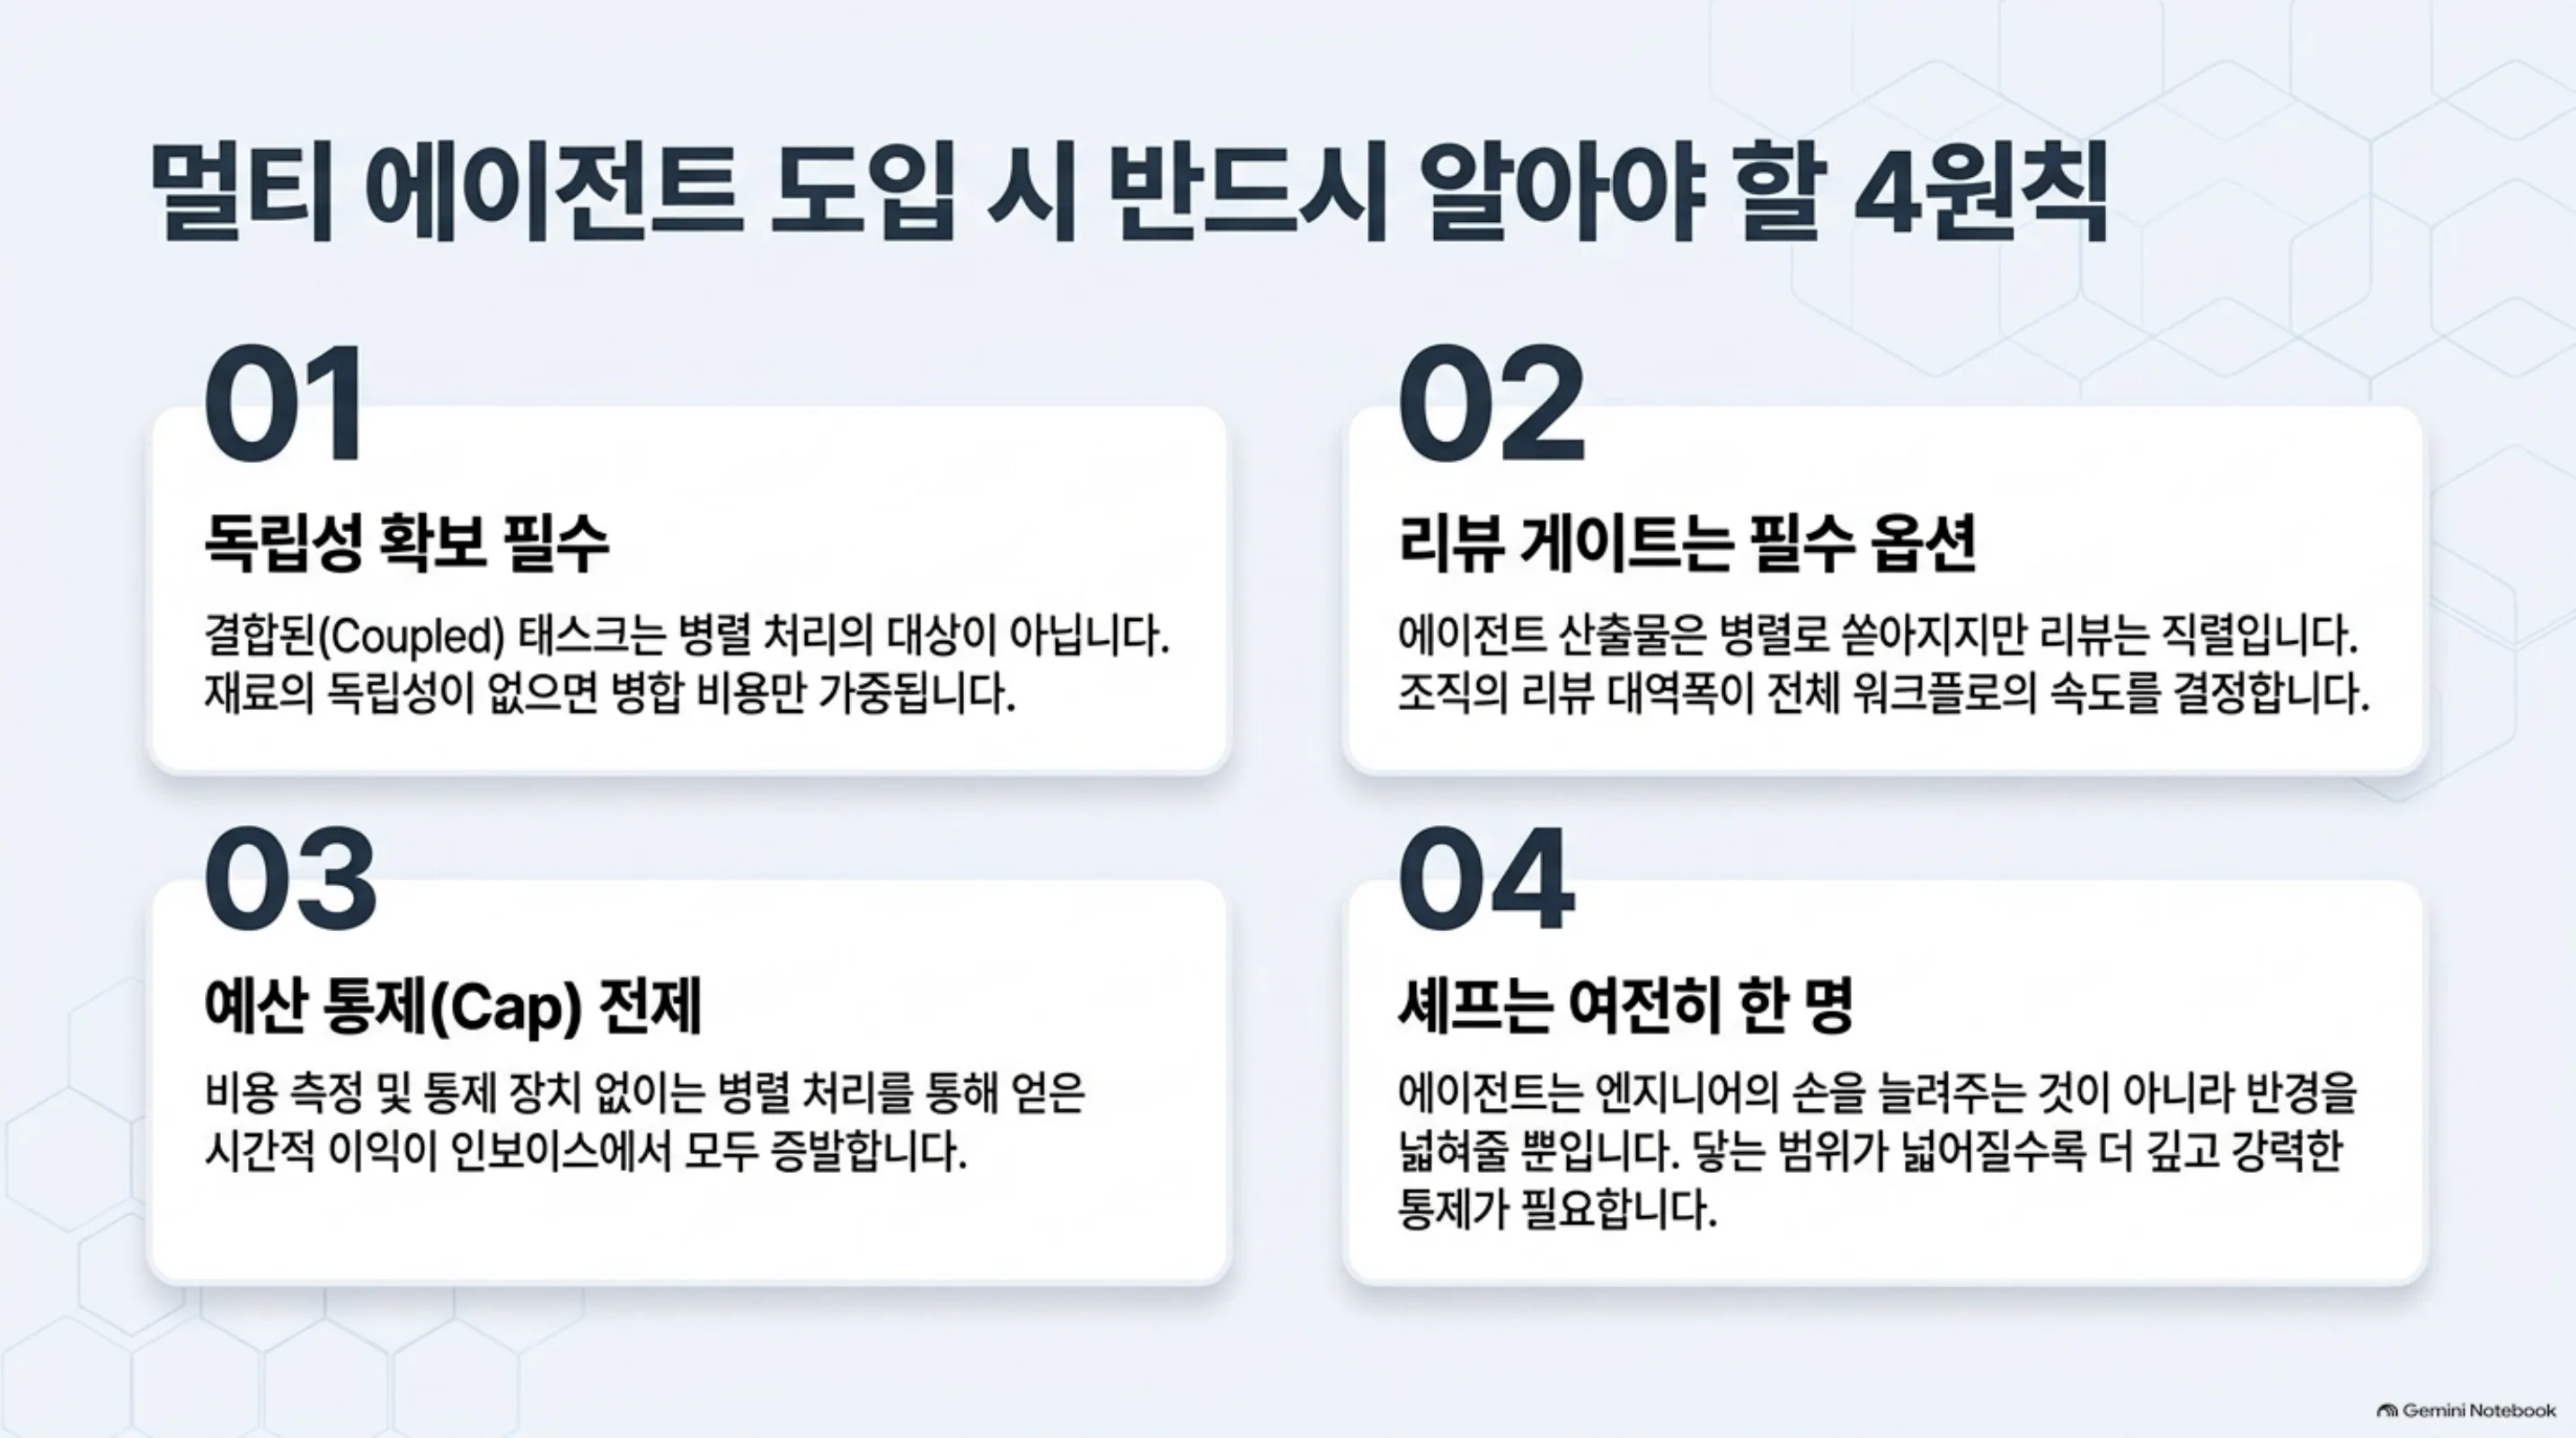 멀티 에이전트 도입 시 반드시 알아야 할 4원칙
01
독립성 확보 필수
결합된(Coupled) 태스크는 병렬 처리의 대상이 아닙니다.
재료의 독립성이 없으면 병합 비용만 가중됩니다.
02
리뷰 게이트는 필수 옵션
에이전트 산출물은 병렬로 쏟아지지만 리뷰는 직렬입니다.
조직의 리뷰 대역폭이 전체 워크플로의 속도를 결정합니다.
03
예산 통제(Cap) 전제
비용 측정 및 통제 장치 없이는 병렬 처리를 통해 얻은
시간적 이익이 인보이스에서 모두 증발합니다.
04
셰프는 여전히 한 명
에이전트는 엔지니어의 손을 늘려주는 것이 아니라 반경을
넓혀줄 뿐입니다. 닿는 범위가 넓어질수록 더 깊고 강력한
통제가 필요합니다.
Gemini Notebook